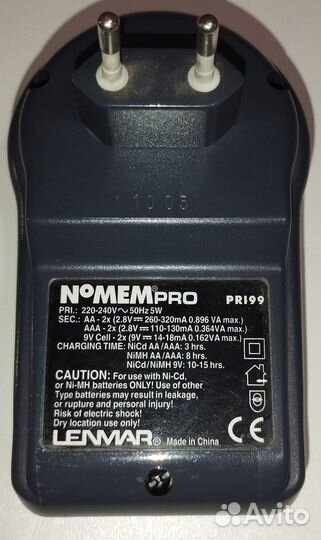 11005
NOMEMPRO PRI99
PRI.: 220-240V ~ 50Hz 5W
SEC.: AA - 2x (2.8V ⎓ 260-320mA 0.896 VA max.)
AAA - 2x (2.8V ⎓ 110-130mA 0.364VA max.)
9V Cell - 2x (9V ⎓ 14-18mA 0.162VA max.)
CHARGING TIME: NiCd AA/AAA: 3 hrs.
NiMH AA/AAA: 8 hrs.
NiCd/NiMH 9V: 10-15 hrs.
CAUTION: For use with Ni-Cd,
or Ni-MH batteries ONLY! Use of other
Type batteries may result in leakage,
or rupture and personal injury!
Risk of electric shock!
Dry location use only!
LENMAR® Made in China CE
Avito